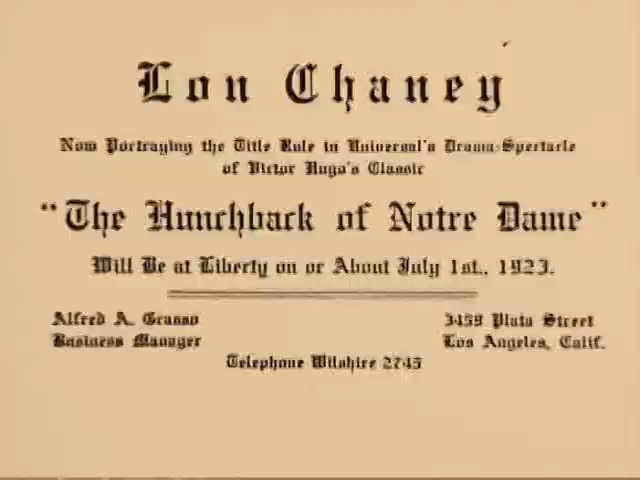 Lon Chaney
Now Portraying the Title Role in Universal's Drama-Spectacle
of Victor Hugo's Classic
"The Hunchback of Notre Dame"
Will Be at Liberty on or About July 1st., 1923.
Alfred A. Grasso
Business Manager
3459 Plata Street
Los Angeles, Calif.
Telephone Wilshire 2745